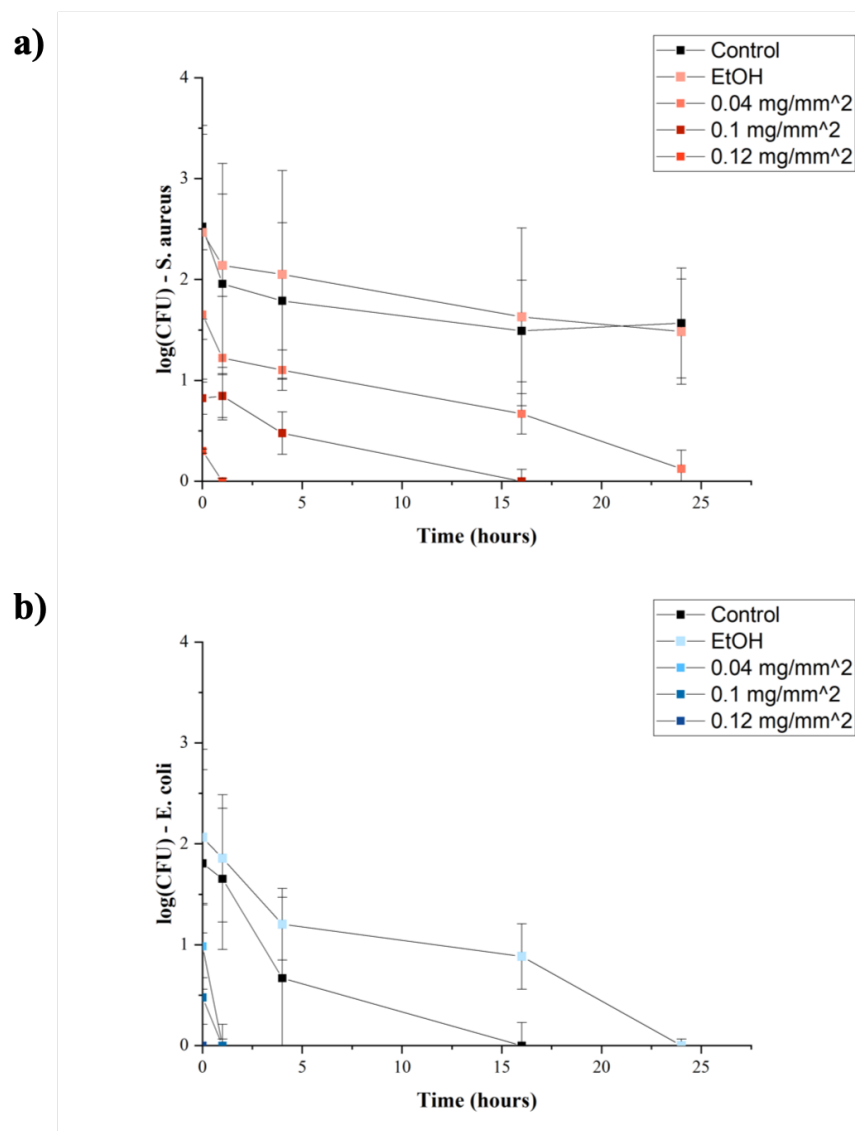 a)
Control
EtOH
0.04 mg/mm^2
0.1 mg/mm^2
0.12 mg/mm^2
4
3
2
1
0
log(CFU) - S. aureus
0 5 10 15 20 25
Time (hours)
b)
Control
EtOH
0.04 mg/mm^2
0.1 mg/mm^2
0.12 mg/mm^2
4
3
2
1
0
log(CFU) - E. coli
0 5 10 15 20 25
Time (hours)